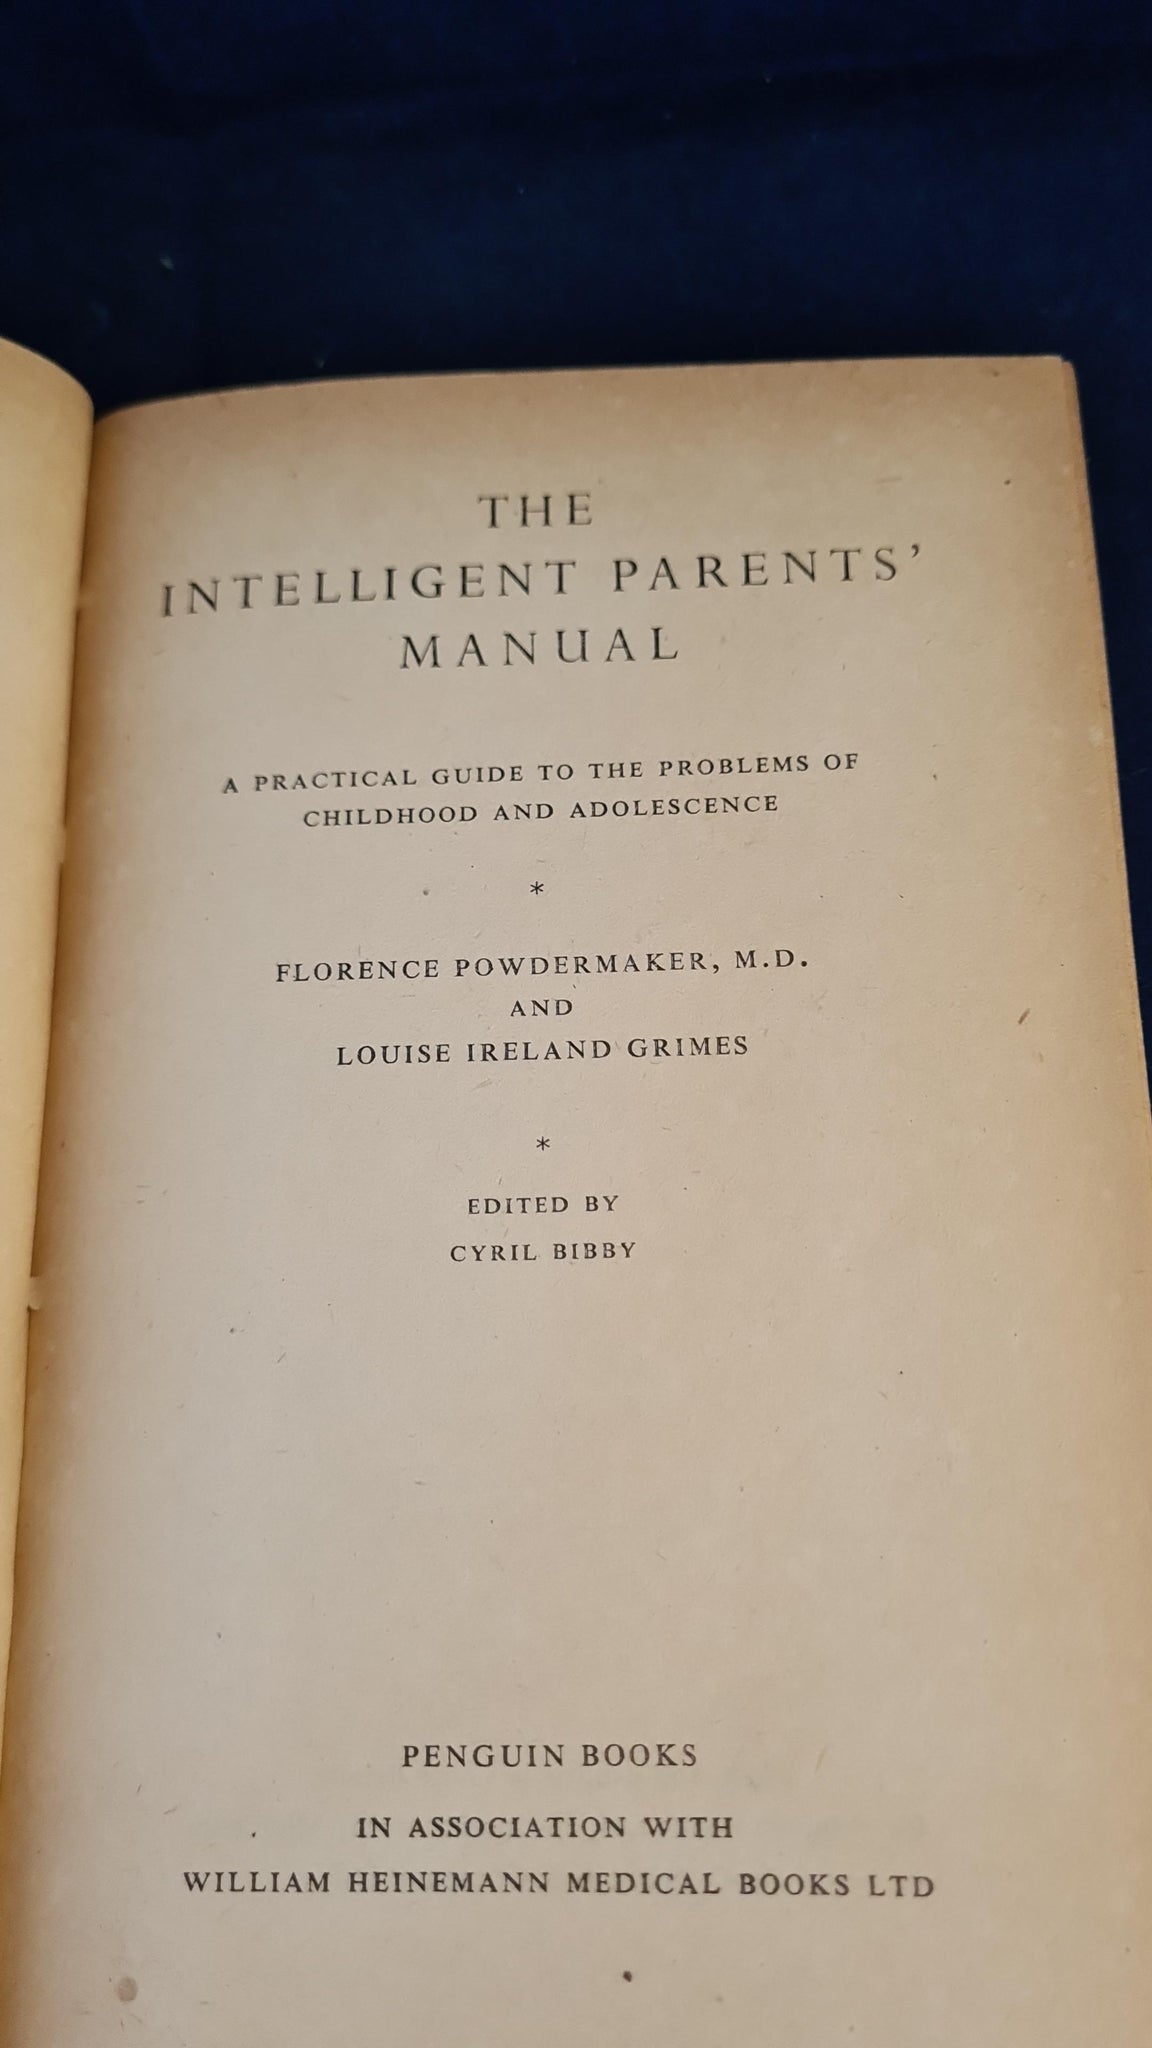 THE
INTELLIGENT PARENTS'
MANUAL
A PRACTICAL GUIDE TO THE PROBLEMS OF
CHILDHOOD AND ADOLESCENCE
*
FLORENCE POWDERMAKER, M.D.
AND
LOUISE IRELAND GRIMES
*
EDITED BY
CYRIL BIBBY
PENGUIN BOOKS
IN ASSOCIATION WITH
WILLIAM HEINEMANN MEDICAL BOOKS LTD